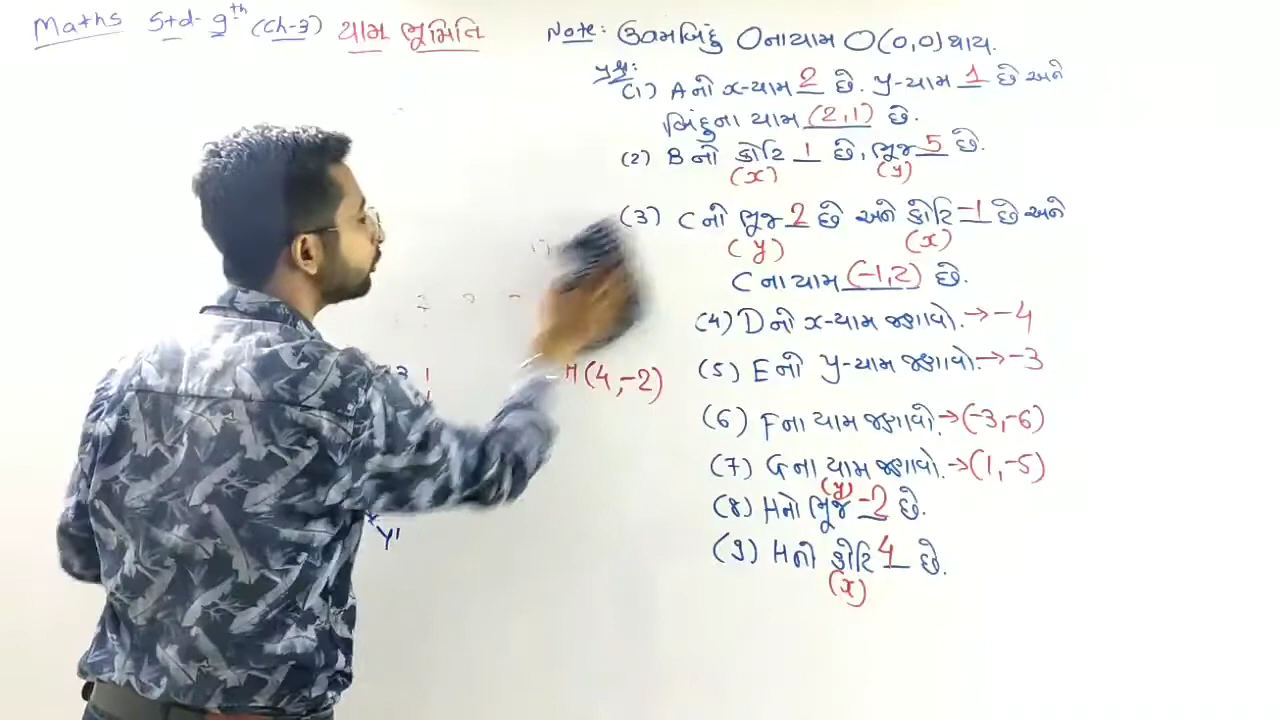 Maths Std- 9th (Ch-3) યામ ભૂમિતિ
Note: ઊગમબિંદુ Oના યામ O(0,0) થાય.
પ્રશ્ન:
(1) A નો x-યામ 2 છે. y-યામ 1 છે અને
બિંદુના યામ (2,1) છે.
(2) B નો કોટિ 1 છે, ભૂજ 5 છે.
(x) (y)
(3) C નો ભૂજ 2 છે અને કોટિ -1 છે અને
(y) (x)
C ના યામ (-1,2) છે.
(4) D નો x-યામ જણાવો.→ -4
(5) E નો y-યામ જણાવો.→ -3
H(4,-2)
(6) F ના યામ જણાવો.→(-3,-6)
(7) G ના યામ જણાવો.→(1,-5)
(y)
(8) H નો ભૂજ -2 છે.
Y'
(9) H નો કોટિ 4 છે.
(x)